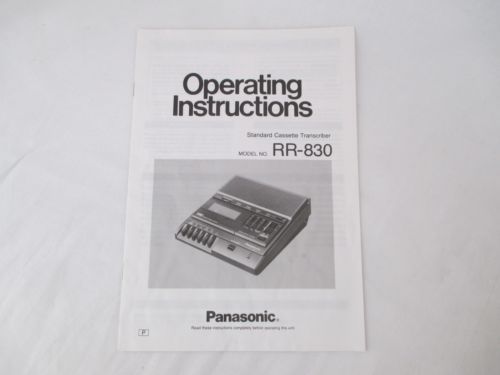 Operating
Instructions
Standard Cassette Transcriber
MODEL NO. RR-830
Panasonic®
Read these instructions completely before operating this unit.
P